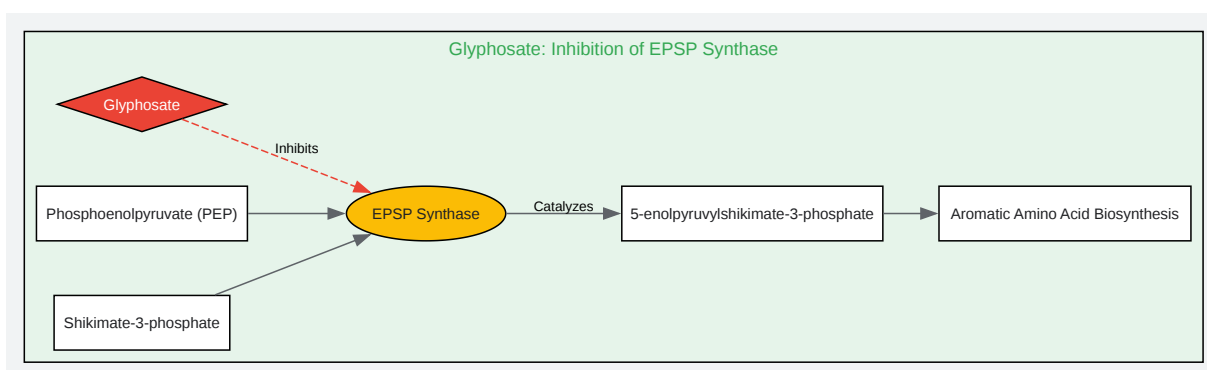 Glyphosate: Inhibition of EPSP Synthase
Glyphosate
Inhibits
Phosphoenolpyruvate (PEP)
EPSP Synthase
Catalyzes
5-enolpyruvylshikimate-3-phosphate
Aromatic Amino Acid Biosynthesis
Shikimate-3-phosphate